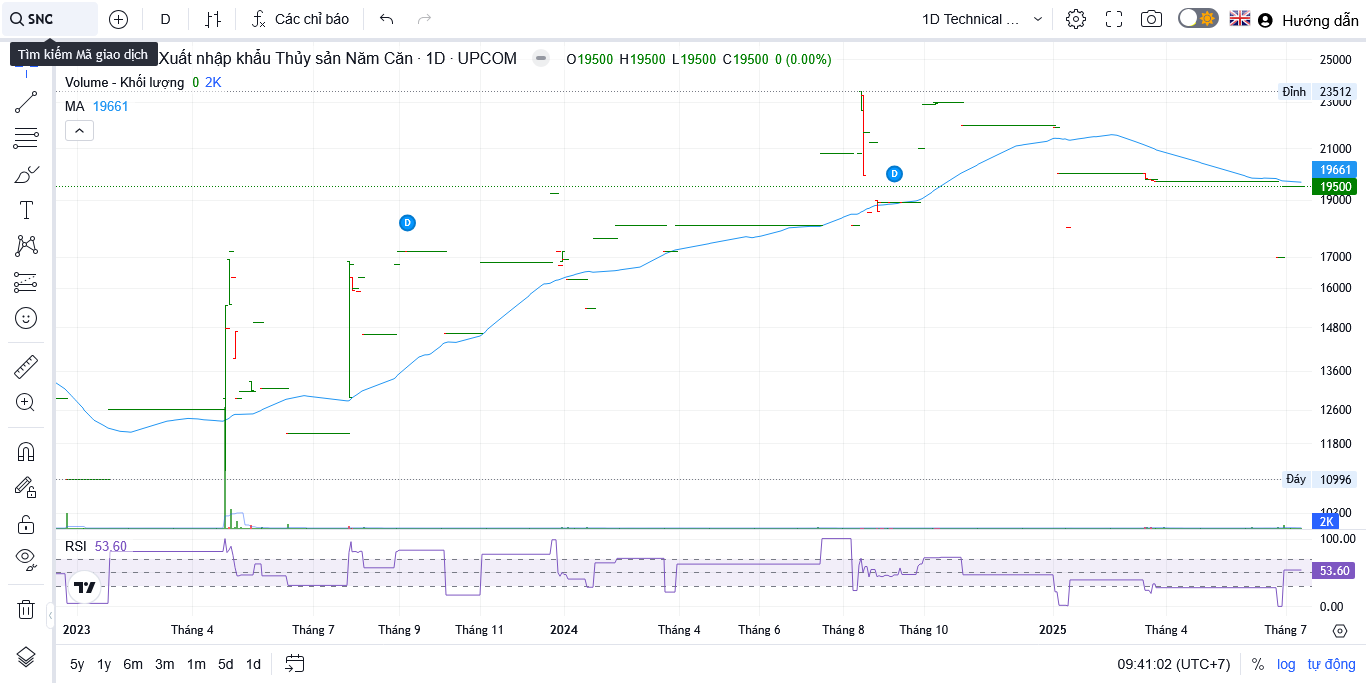 SNC D Các chỉ báo 1D Technical ... Hướng dẫn
Tìm kiếm Mã giao dịch
Xuất nhập khẩu Thủy sản Năm Căn · 1D · UPCOM O19500 H19500 L19500 C19500 0 (0.00%)
Volume - Khối lượng 0 2K
MA 19661
25000
Đỉnh 23512
23000
21000
19661
19500
19000
17000
16000
14800
13600
12600
11800
Đáy 10996
10200
2K
D
D
RSI 53.60
100.00
53.60
0.00
2023 Tháng 4 Tháng 7 Tháng 9 Tháng 11 2024 Tháng 4 Tháng 6 Tháng 8 Tháng 10 2025 Tháng 4 Tháng 7
5y 1y 6m 3m 1m 5d 1d 09:41:02 (UTC+7) % log tự động